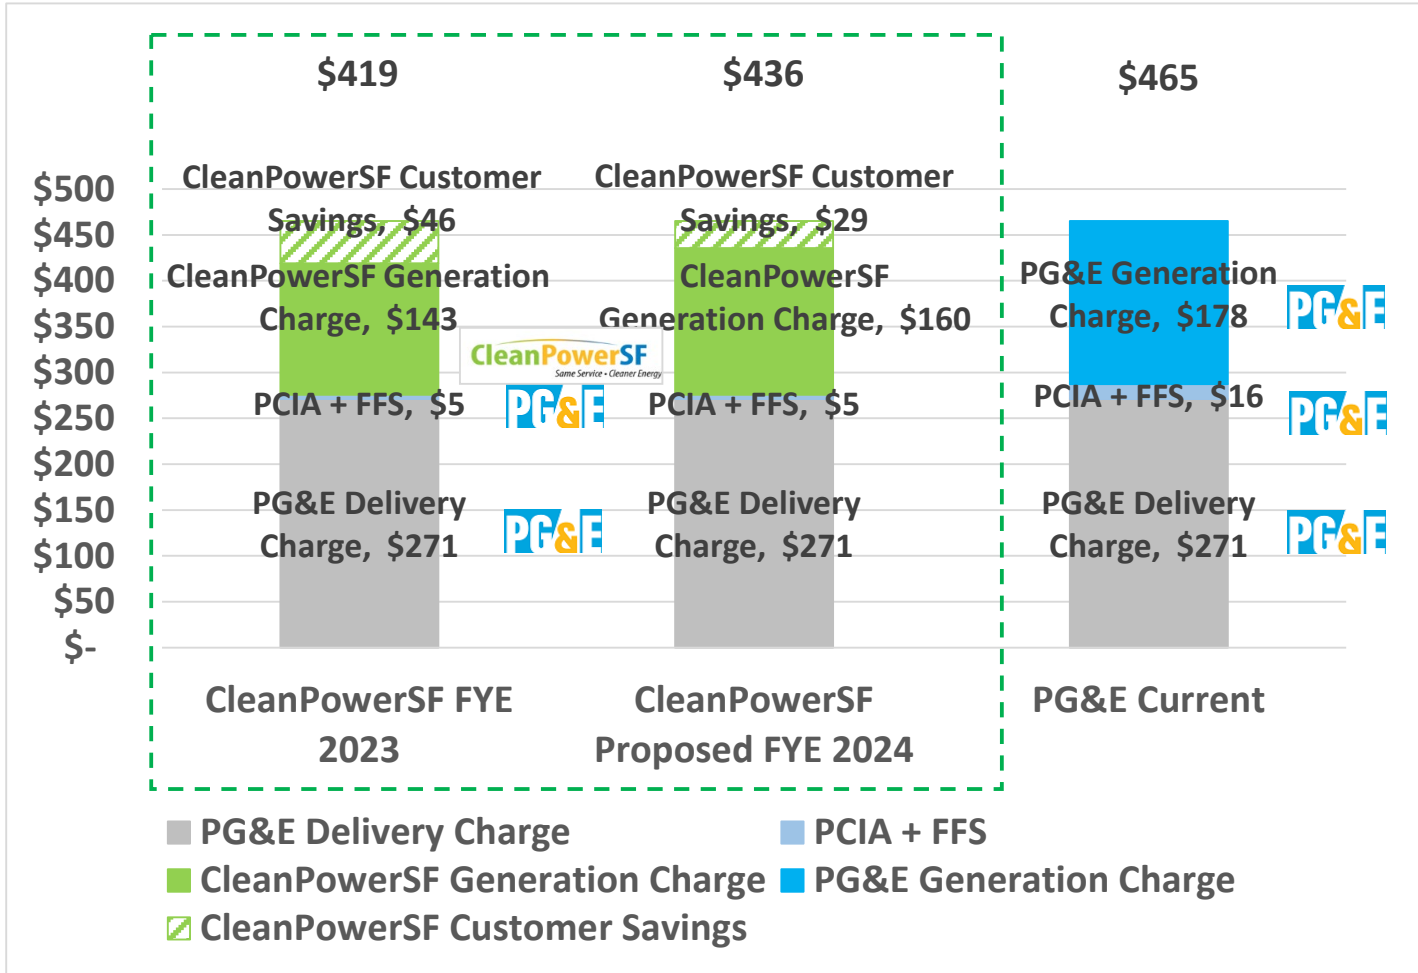 $419
$436
$465
$500
$450
$400
$350
$300
$250
$200
$150
$100
$50
$-
CleanPowerSF Customer
Savings, $46
CleanPowerSF Generation
Charge, $143
PCIA + FFS, $5
PG&E Delivery
Charge, $271
CleanPowerSF
Same Service • Cleaner Energy
PG&E
PG&E
CleanPowerSF Customer
Savings, $29
CleanPowerSF
Generation Charge, $160
PCIA + FFS, $5
PG&E Delivery
Charge, $271
PG&E Generation
Charge, $178
PCIA + FFS, $16
PG&E Delivery
Charge, $271
PG&E
PG&E
PG&E
CleanPowerSF FYE
2023
CleanPowerSF
Proposed FYE 2024
PG&E Current
PG&E Delivery Charge
PCIA + FFS
CleanPowerSF Generation Charge
PG&E Generation Charge
CleanPowerSF Customer Savings